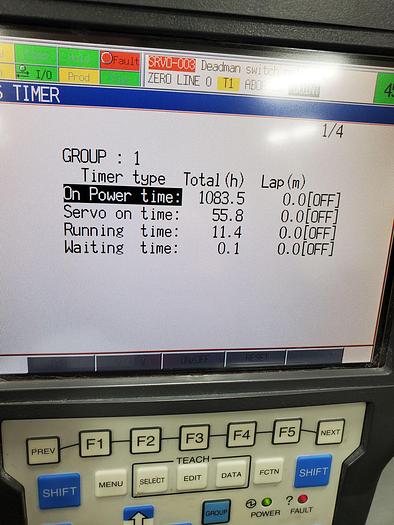 Fault SRVO-003 Deadman switch
I/O Prod ZERO LINE 0 T1
S TIMER
1/4
GROUP : 1
Timer type Total(h) Lap(m)
On Power time: 1083.5 0.0[OFF]
Servo on time: 55.8 0.0[OFF]
Running time: 11.4 0.0[OFF]
Waiting time: 0.1 0.0[OFF]
ON/OFF RESET
PREV F1 F2 F3 F4 F5 NEXT
TEACH
SHIFT MENU SELECT EDIT DATA FCTN SHIFT
GROUP POWER ? FAULT